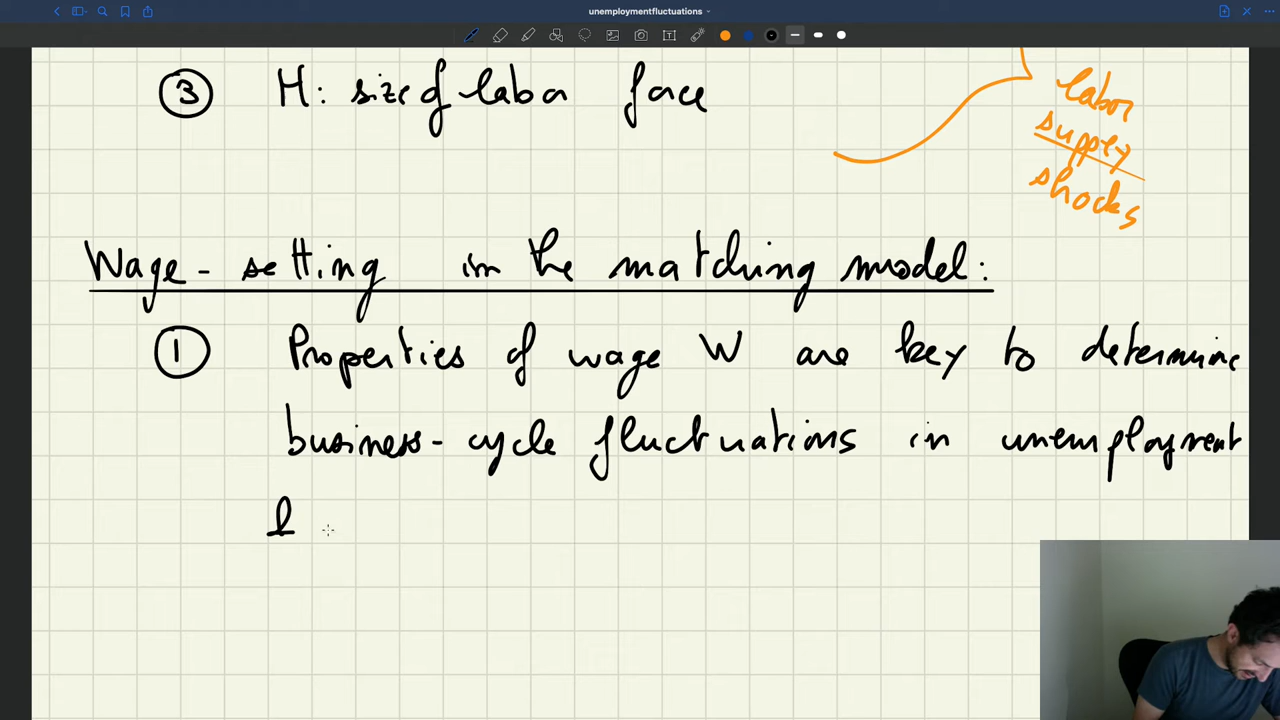 unemploymentfluctuations
③ H: size of labor force
labor
supply
shocks
Wage-setting in the matching model:
① Properties of wage W are key to determine
business-cycle fluctuations in unemployment
&